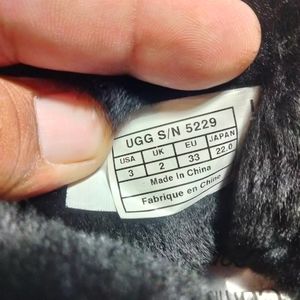 UGG S/N 5229
USA UK EU JAPAN
3 2 33 22.0
Made in China
Fabriqué en Chine